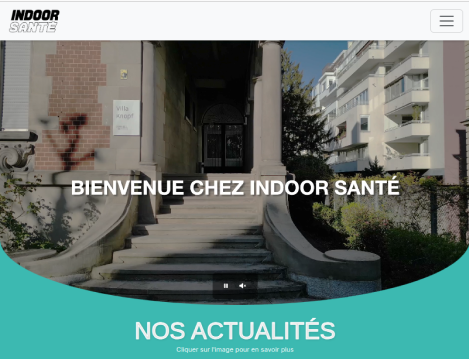 INDOOR
SANTÉ
BIENVENUE CHEZ INDOOR SANTÉ
NOS ACTUALITÉS
Cliquer sur l'image pour en savoir plus